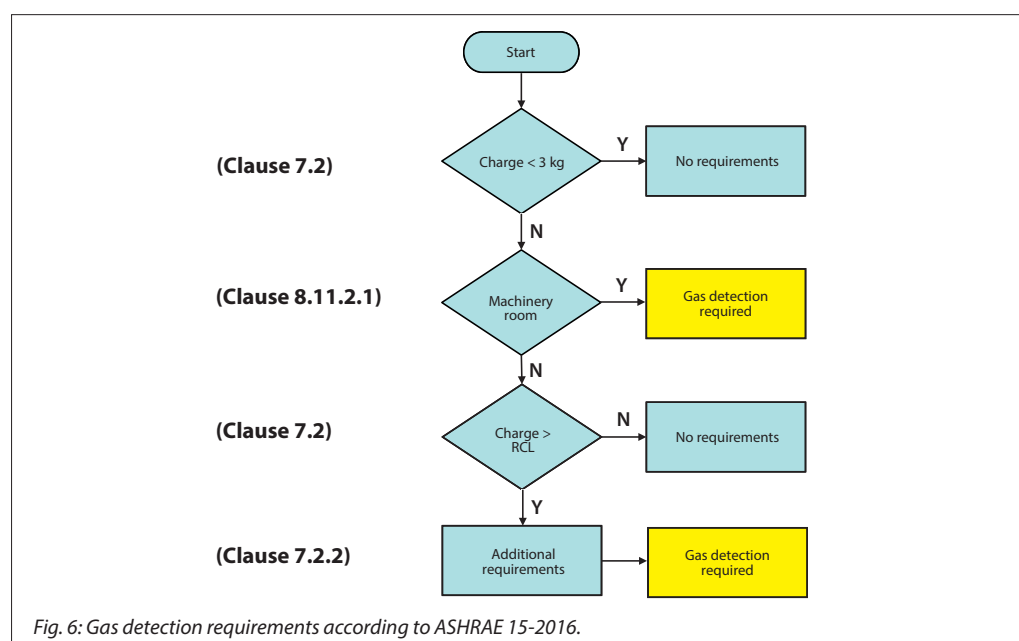 Start
(Clause 7.2)
Charge < 3 kg
Y
No requirements
N
(Clause 8.11.2.1)
Machinery
room
Y
Gas detection
required
N
(Clause 7.2)
Charge >
RCL
N
No requirements
Y
(Clause 7.2.2)
Additional
requirements
Gas detection
required
Fig. 6: Gas detection requirements according to ASHRAE 15-2016.